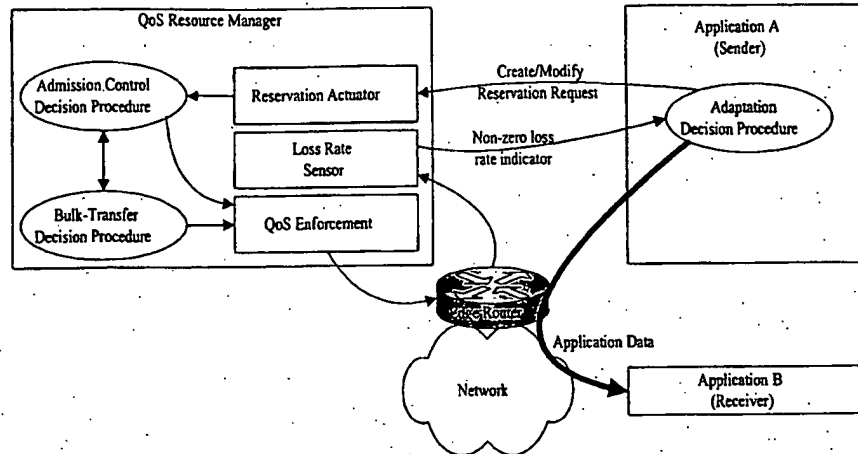 QoS Resource Manager
Application A
(Sender)
Admission Control
Decision Procedure
Reservation Actuator
Create/Modify
Reservation Request
Adaptation
Decision Procedure
Loss Rate
Sensor
Non-zero loss
rate indicator
Bulk-Transfer
Decision Procedure
QoS Enforcement
Edge Router
Application Data
Network
Application B
(Receiver)